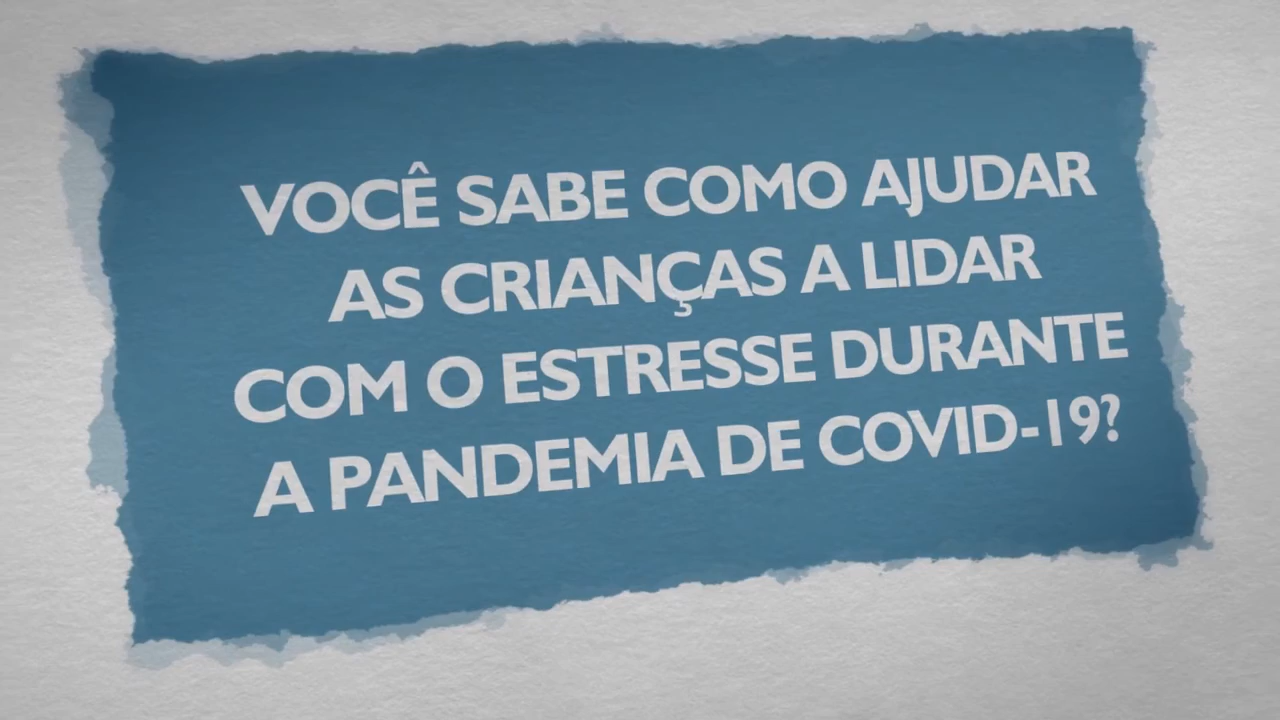 VOCÊ SABE COMO AJUDAR
AS CRIANÇAS A LIDAR
COM O ESTRESSE DURANTE
A PANDEMIA DE COVID-19?